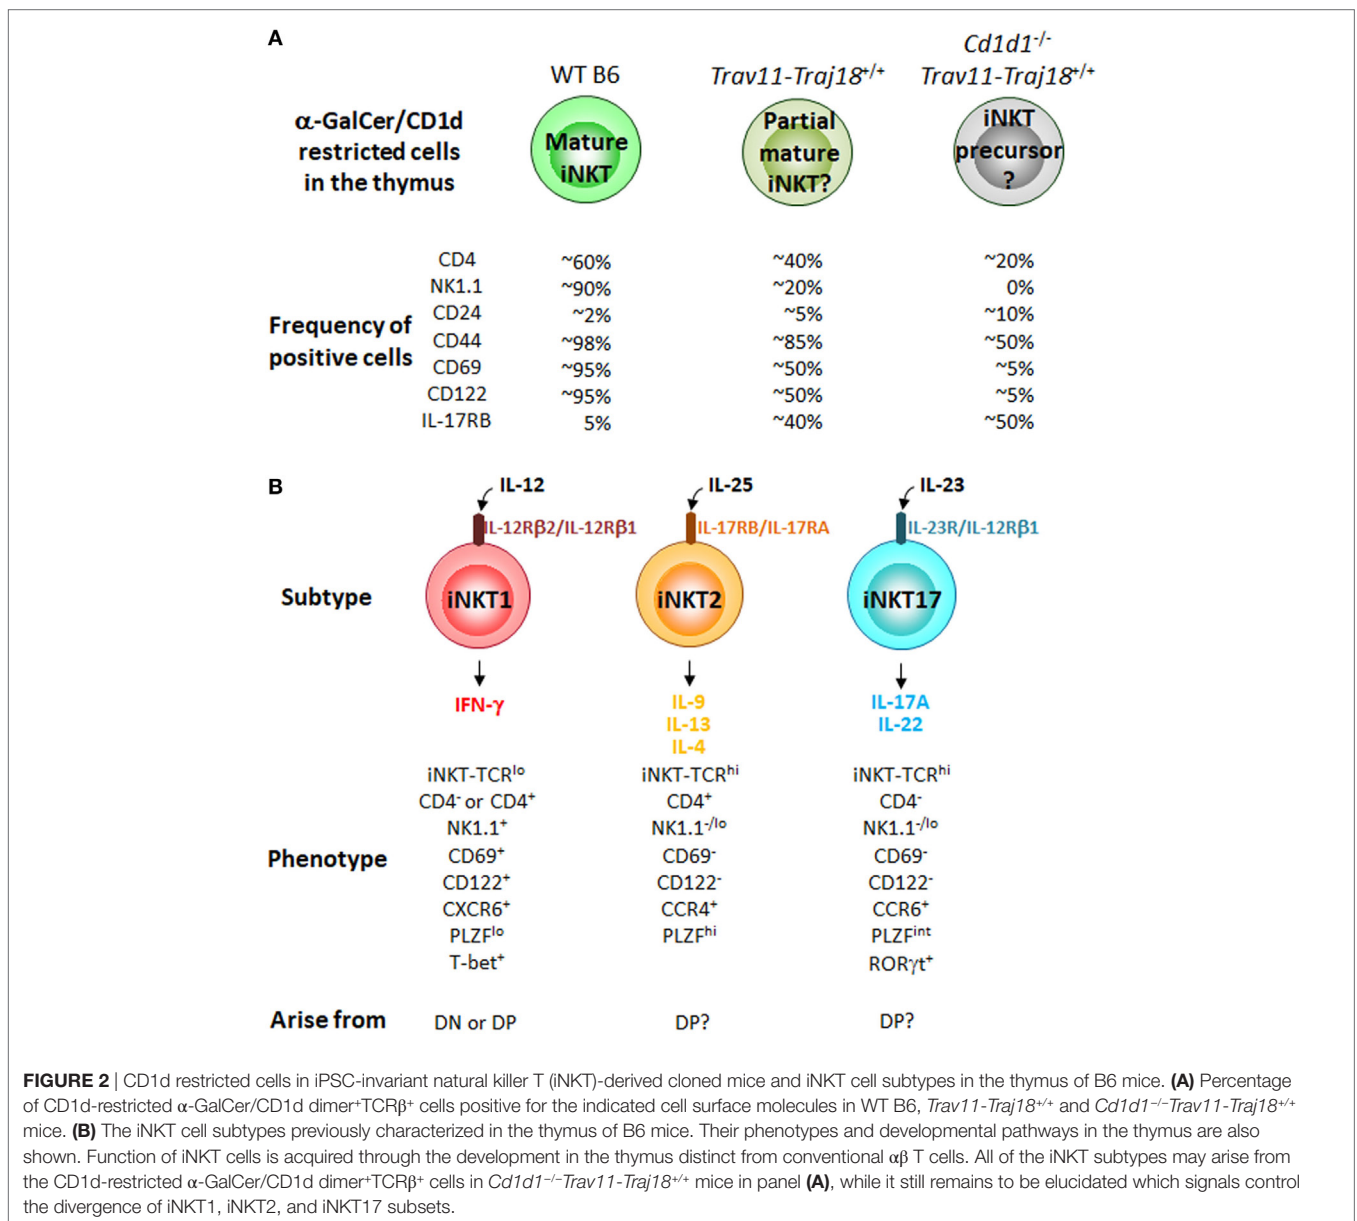 A
WT B6
Trav11-Traj18+/+
Cd1d1-/-
Trav11-Traj18+/+
α-GalCer/CD1d
restricted cells
in the thymus
Mature
iNKT
Partial
mature
iNKT?
iNKT
precursor
?
Frequency of
positive cells
CD4 ~60% ~40% ~20%
NK1.1 ~90% ~20% 0%
CD24 ~2% ~5% ~10%
CD44 ~98% ~85% ~50%
CD69 ~95% ~50% ~5%
CD122 ~95% ~50% ~5%
IL-17RB 5% ~40% ~50%
B
IL-12 IL-25 IL-23
IL-12Rβ2/IL-12Rβ1 IL-17RB/IL-17RA IL-23R/IL-12Rβ1
Subtype iNKT1 iNKT2 iNKT17
IFN-γ
IL-9
IL-13
IL-4
IL-17A
IL-22
Phenotype
iNKT-TCRlo iNKT-TCRhi iNKT-TCRhi
CD4- or CD4+ CD4+ CD4-
NK1.1+ NK1.1-/lo NK1.1-/lo
CD69+ CD69- CD69-
CD122+ CD122- CD122-
CXCR6+ CCR4+ CCR6+
PLZFlo PLZFhi PLZFint
T-bet+ RORγt+
Arise from DN or DP DP? DP?
FIGURE 2 | CD1d restricted cells in iPSC-invariant natural killer T (iNKT)-derived cloned mice and iNKT cell subtypes in the thymus of B6 mice. (A) Percentage
of CD1d-restricted α-GalCer/CD1d dimer+TCRβ+ cells positive for the indicated cell surface molecules in WT B6, Trav11-Traj18+/+ and Cd1d1−/−Trav11-Traj18+/+
mice. (B) The iNKT cell subtypes previously characterized in the thymus of B6 mice. Their phenotypes and developmental pathways in the thymus are also
shown. Function of iNKT cells is acquired through the development in the thymus distinct from conventional αβ T cells. All of the iNKT subtypes may arise from
the CD1d-restricted α-GalCer/CD1d dimer+TCRβ+ cells in Cd1d1−/−Trav11-Traj18+/+ mice in panel (A), while it still remains to be elucidated which signals control
the divergence of iNKT1, iNKT2, and iNKT17 subsets.